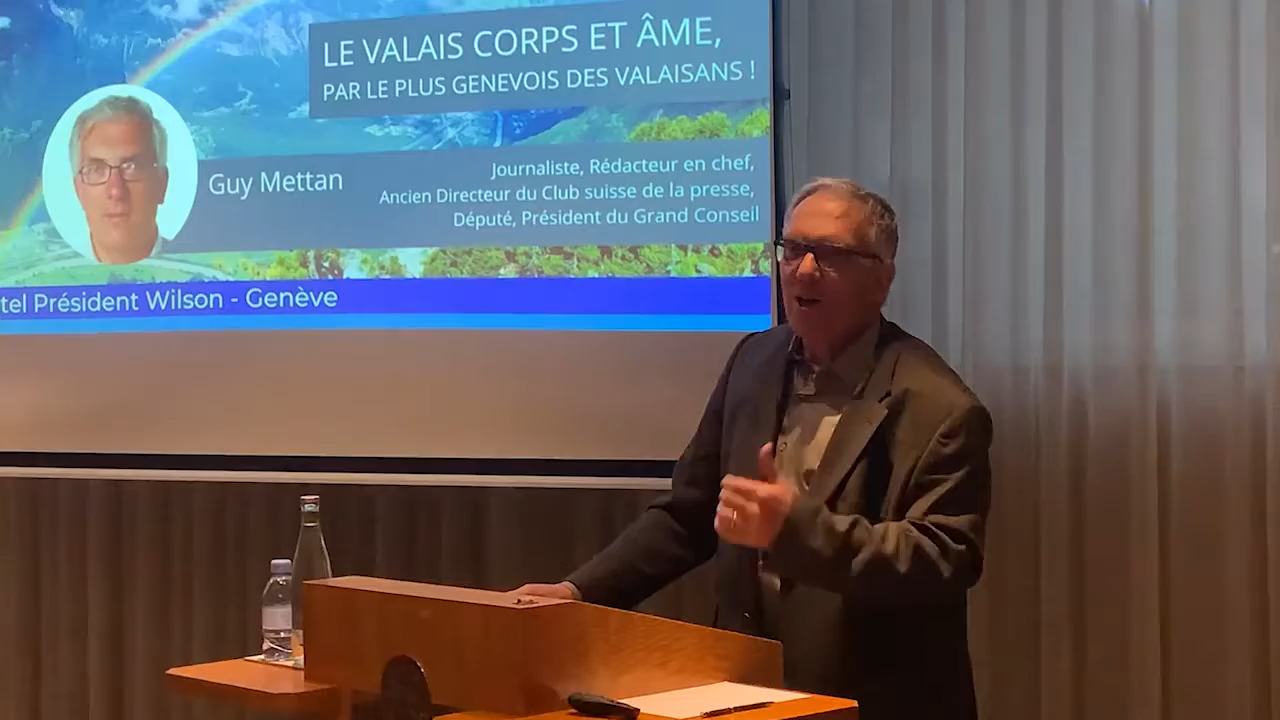 LE VALAIS CORPS ET ÂME,
PAR LE PLUS GENEVOIS DES VALAISANS !
Guy Mettan
Journaliste, Rédacteur en chef,
Ancien Directeur du Club suisse de la presse,
Député, Président du Grand Conseil
tel Président Wilson - Genève